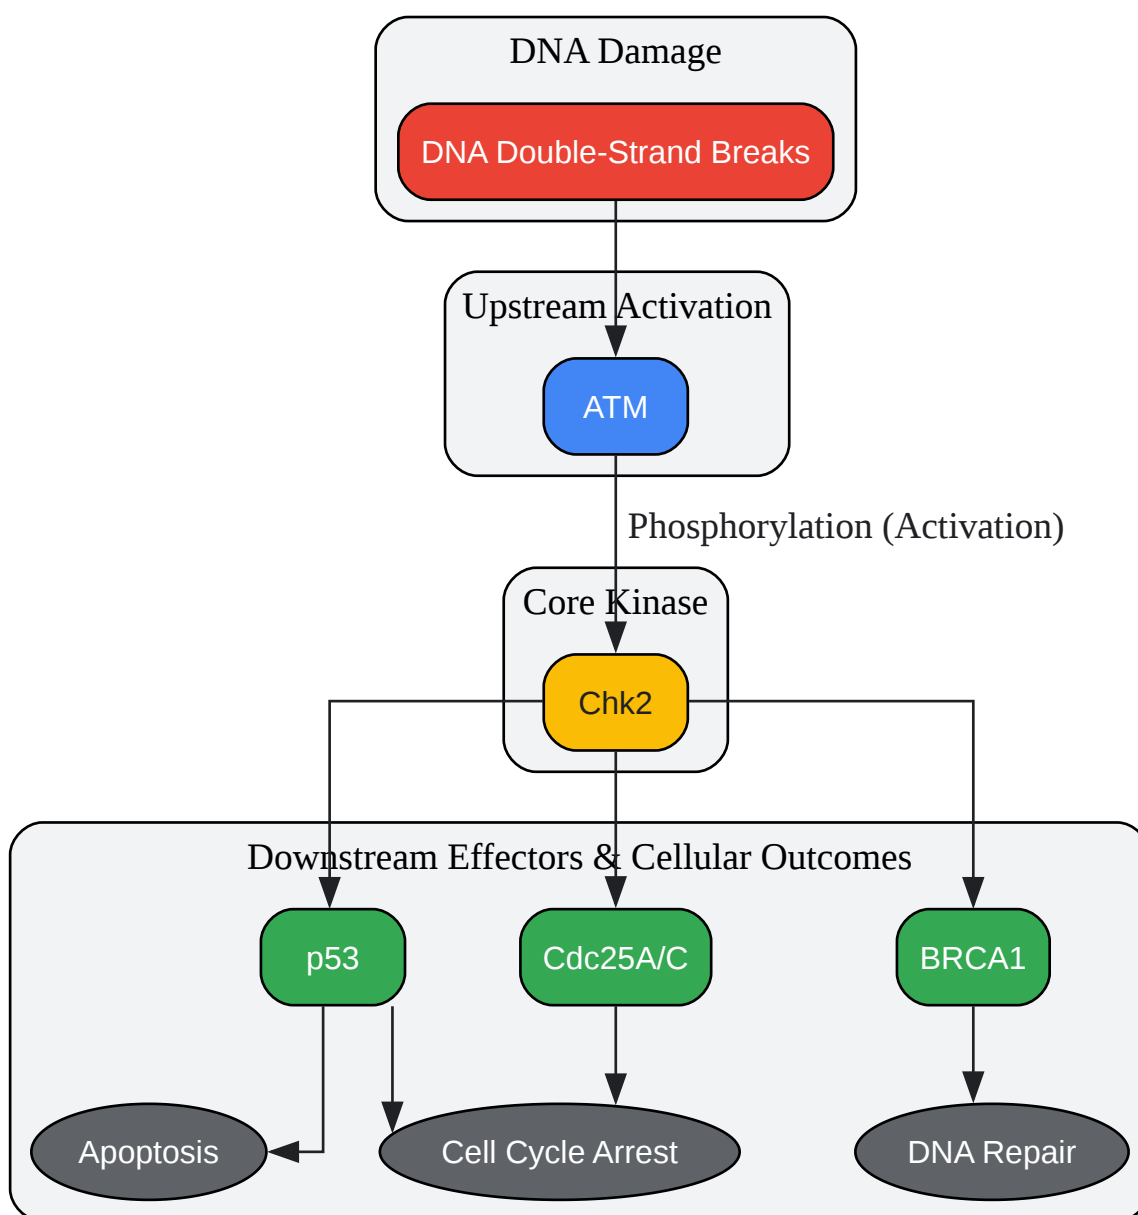 DNA Damage
DNA Double-Strand Breaks
Upstream Activation
ATM
Phosphorylation (Activation)
Core Kinase
Chk2
Downstream Effectors & Cellular Outcomes
p53
Cdc25A/C
BRCA1
Apoptosis
Cell Cycle Arrest
DNA Repair